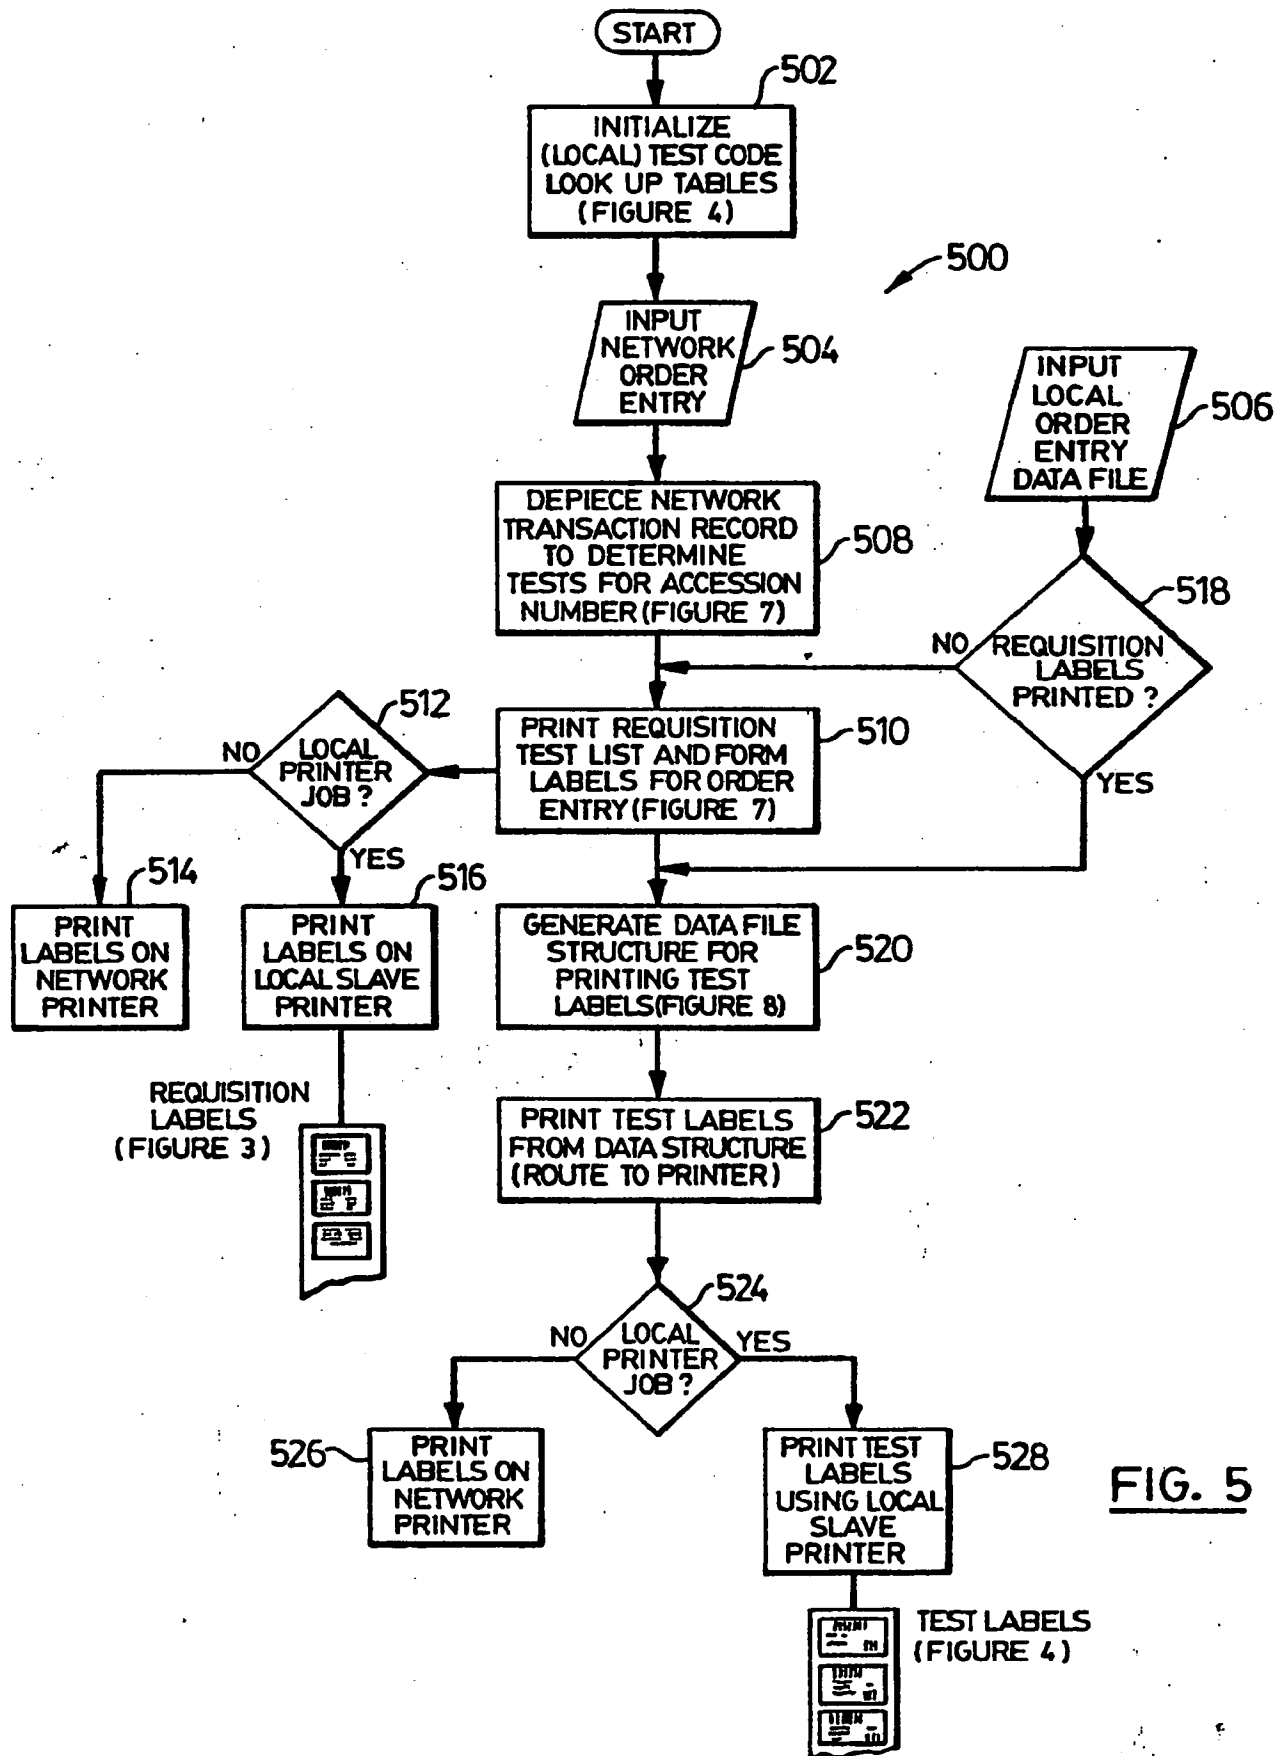 START
502
INITIALIZE
(LOCAL) TEST CODE
LOOK UP TABLES
(FIGURE 4)
500
INPUT
NETWORK
ORDER
ENTRY
504
INPUT
LOCAL
ORDER
ENTRY
DATA FILE
506
DEPIECE NETWORK
TRANSACTION RECORD
TO DETERMINE
TESTS FOR ACCESSION
NUMBER (FIGURE 7)
508
518
NO
REQUISITION
LABELS
PRINTED ?
YES
512
NO
LOCAL
PRINTER
JOB ?
YES
PRINT REQUISITION
TEST LIST AND FORM
LABELS FOR ORDER
ENTRY (FIGURE 7)
510
514
PRINT
LABELS ON
NETWORK
PRINTER
516
PRINT
LABELS ON
LOCAL SLAVE
PRINTER
GENERATE DATA FILE
STRUCTURE FOR
PRINTING TEST
LABELS (FIGURE 8)
520
REQUISITION
LABELS
(FIGURE 3)
PRINT TEST LABELS
FROM DATA STRUCTURE
(ROUTE TO PRINTER)
522
524
NO
LOCAL
PRINTER
JOB ?
YES
526
PRINT
LABELS ON
NETWORK
PRINTER
PRINT TEST
LABELS
USING LOCAL
SLAVE
PRINTER
528
FIG. 5
TEST LABELS
(FIGURE 4)